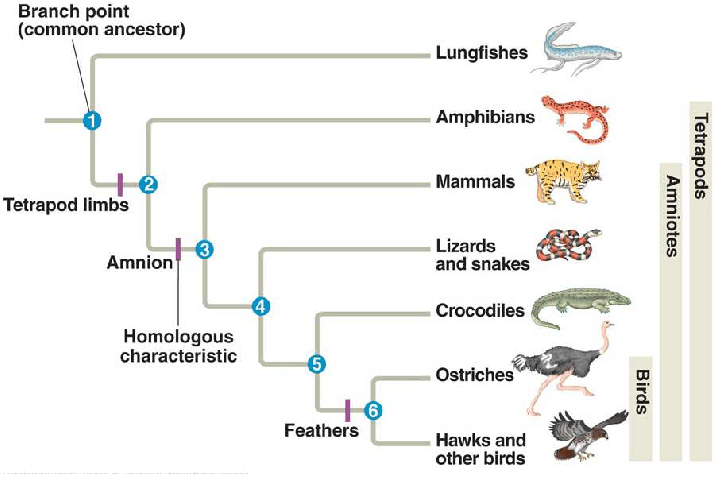 Branch point
(common ancestor)
Lungfishes
1
Amphibians
Tetrapods
Amniotes
2
Mammals
Tetrapod limbs
3
Lizards
and snakes
Amnion
4
Crocodiles
Homologous
characteristic
5
Ostriches
Birds
6
Feathers
Hawks and
other birds